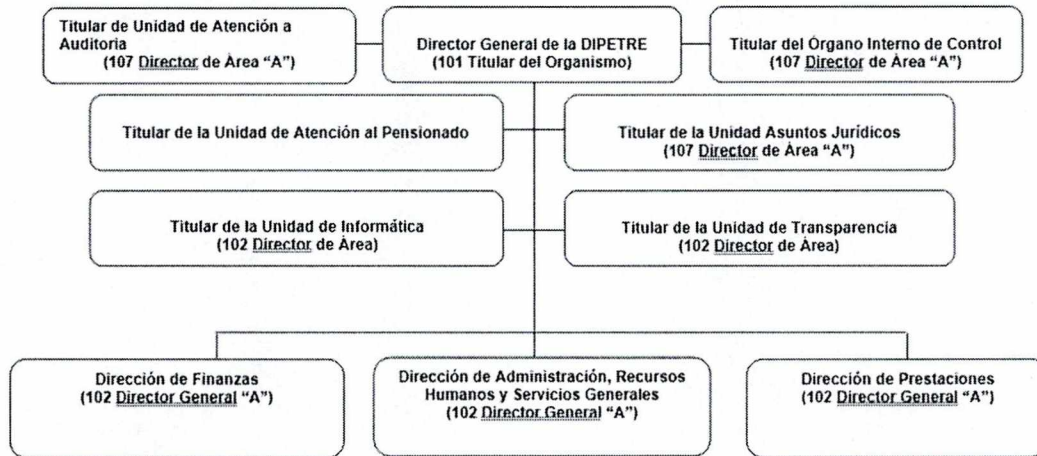 Titular de Unidad de Atención a
Auditoria
(107 Director de Área “A”)
Director General de la DIPETRE
(101 Titular del Organismo)
Titular del Órgano Interno de Control
(107 Director de Área “A”)
Titular de la Unidad de Atención al Pensionado
Titular de la Unidad Asuntos Jurídicos
(107 Director de Área “A”)
Titular de la Unidad de Informática
(102 Director de Área)
Titular de la Unidad de Transparencia
(102 Director de Área)
Dirección de Finanzas
(102 Director General “A”)
Dirección de Administración, Recursos
Humanos y Servicios Generales
(102 Director General “A”)
Dirección de Prestaciones
(102 Director General “A”)